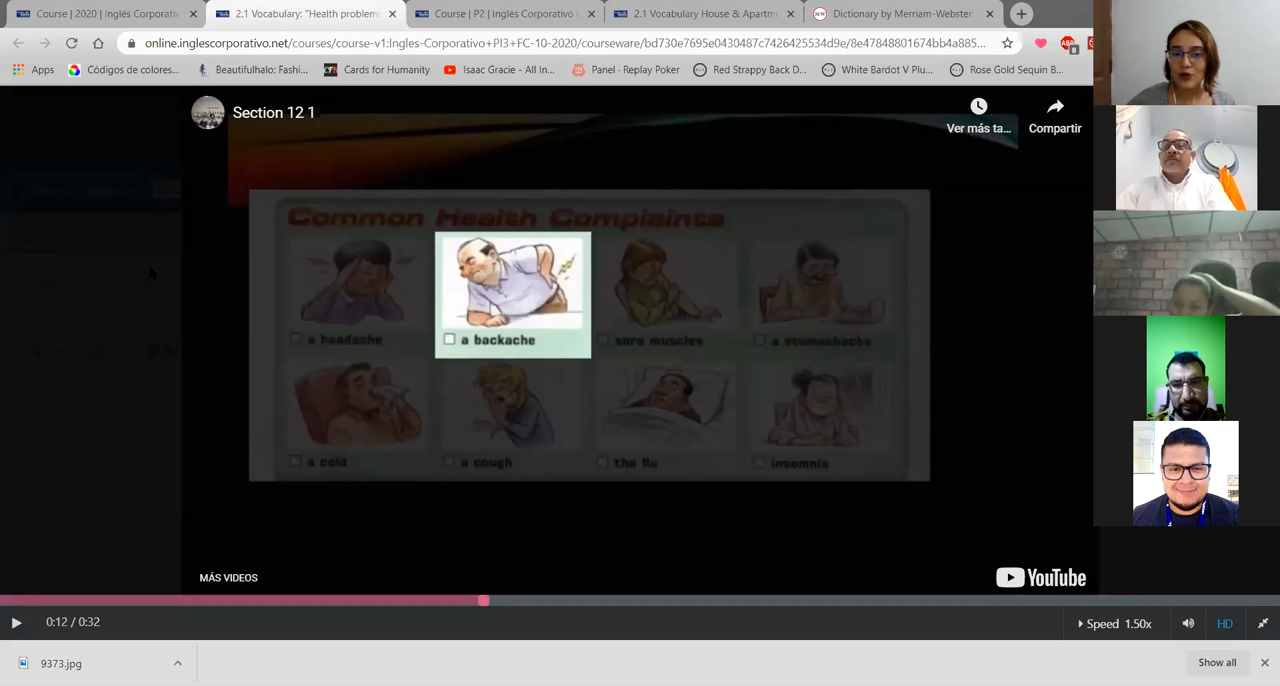 Course | 2020 | Inglés Corporativ
2.1 Vocabulary: "Health problem
Course | P2 | Inglés Corporativo
2.1 Vocabulary House & Apartm
Dictionary by Merriam-Webster
online.inglescorporativo.net/courses/course-v1:Ingles-Corporativo+PI3+FC-10-2020/courseware/bd730e7695e0430487c7426425534d9e/8e47848801674bb4a885...
Apps
Códigos de colores...
Beautifulhalo: Fashi...
Cards for Humanity
Isaac Gracie - All In...
Panel · Replay Poker
Red Strappy Back D...
White Bardot V Plu...
Rose Gold Sequin B...
Section 12 1
Ver más ta...
Compartir
Common Health Complaints
a headache
a backache
sore muscles
a stomachache
a cold
a cough
the flu
insomnia
MÁS VIDEOS
YouTube
0:12 / 0:32
Speed 1.50x
HD
9373.jpg
Show all